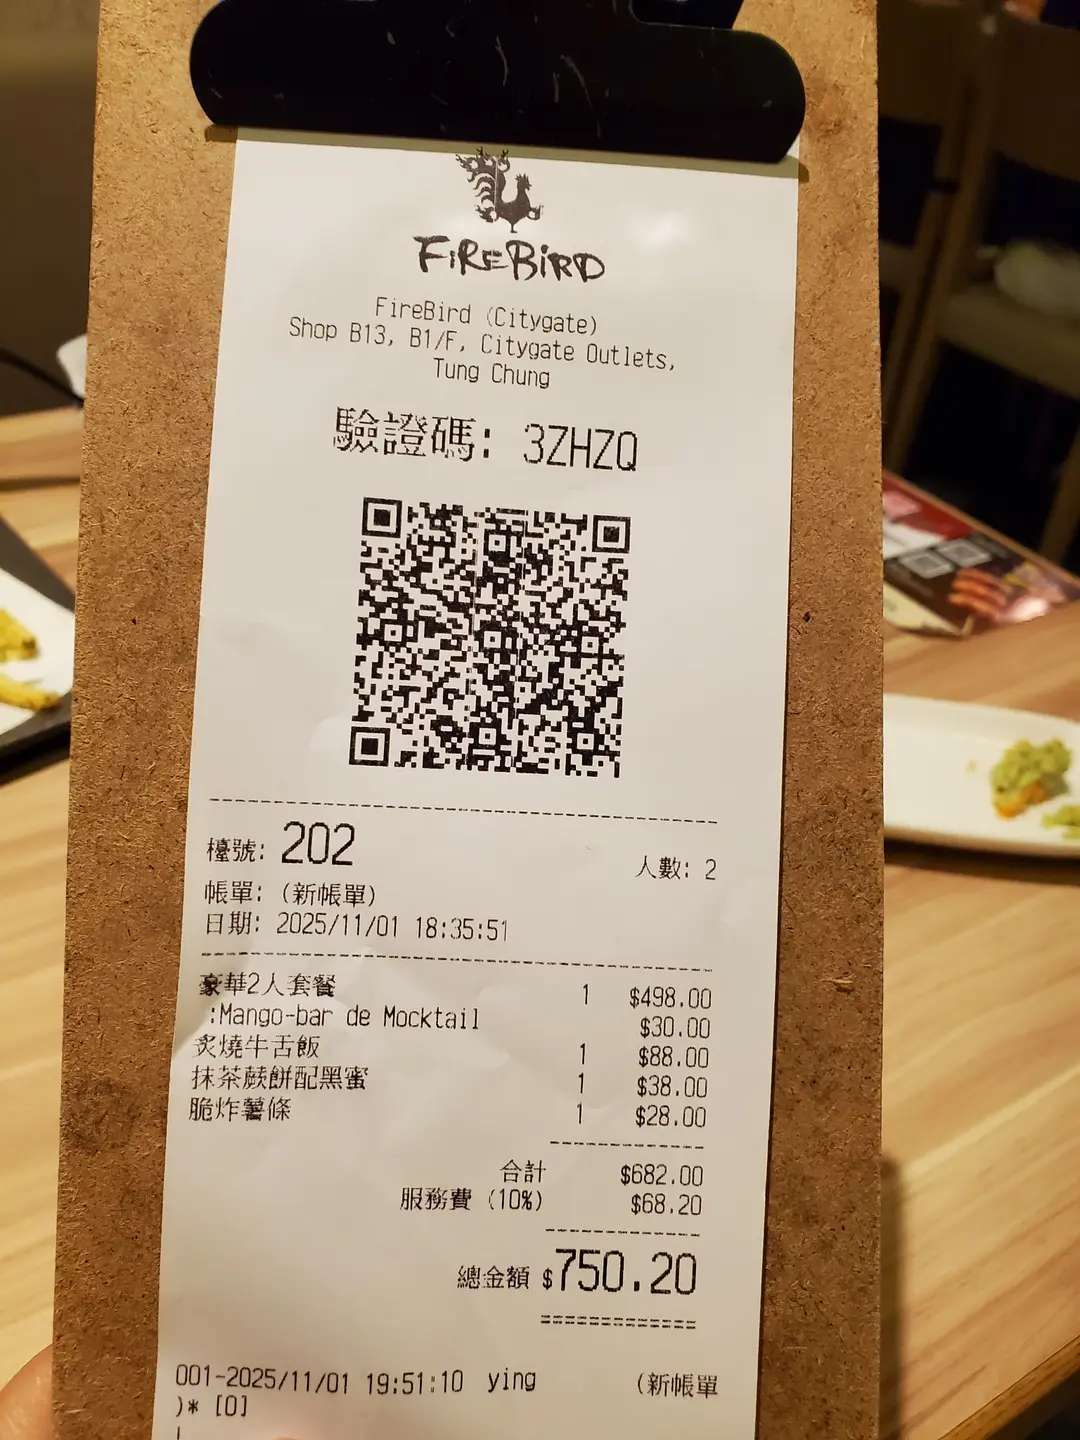 FIREBIRD
FireBird (Citygate)
Shop B13, B1/F, Citygate Outlets,
Tung Chung
驗證碼: 3ZHZQ
檯號: 202 人數: 2
帳單: (新帳單)
日期: 2025/11/01 18:35:51
豪華2人套餐 1 $498.00
:Mango-bar de Mocktail $30.00
炙燒牛舌飯 1 $88.00
抹茶蕨餅配黑蜜 1 $38.00
脆炸薯條 1 $28.00
合計 $682.00
服務費 (10%) $68.20
總金額 $750.20
001-2025/11/01 19:51:10 ying (新帳單
)* [0]